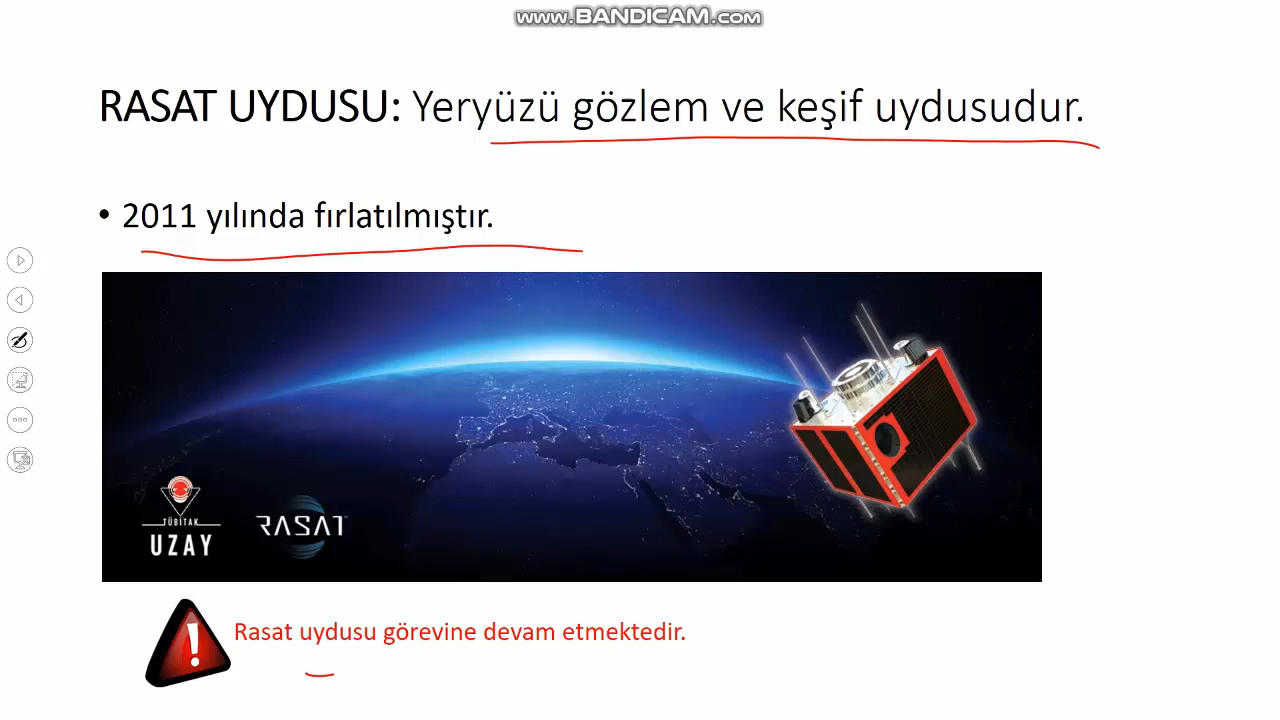 www.BANDICAM.com
RASAT UYDUSU: Yeryüzü gözlem ve keşif uydusudur.
• 2011 yılında fırlatılmıştır.
TÜBİTAK
UZAY
RASAT
Rasat uydusu görevine devam etmektedir.